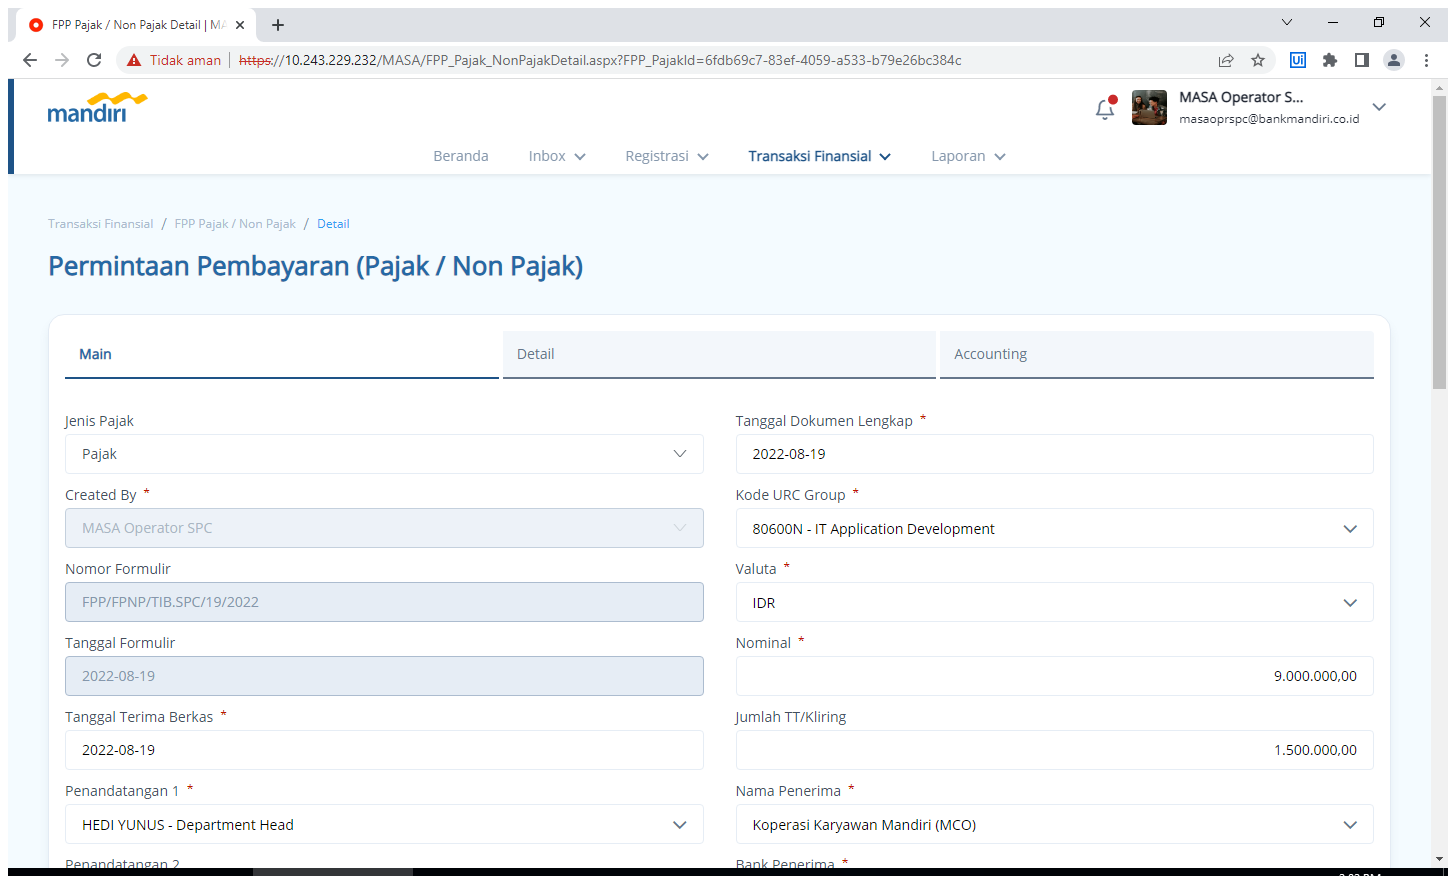 FPP Pajak / Non Pajak Detail | MA
Tidak aman
https://10.243.229.232/MASA/FPP_Pajak_NonPajakDetail.aspx?FPP_PajakId=6fdb69c7-83ef-4059-a533-b79e26bc384c
Ui
mandiri
MASA Operator S...
masaoprspc@bankmandiri.co.id
Beranda Inbox Registrasi Transaksi Finansial Laporan
Transaksi Finansial / FPP Pajak / Non Pajak / Detail
Permintaan Pembayaran (Pajak / Non Pajak)
Main Detail Accounting
Jenis Pajak
Pajak
Created By *
MASA Operator SPC
Nomor Formulir
FPP/FPNP/TIB.SPC/19/2022
Tanggal Formulir
2022-08-19
Tanggal Terima Berkas *
2022-08-19
Penandatangan 1 *
HEDI YUNUS - Department Head
Penandatangan 2
Tanggal Dokumen Lengkap *
2022-08-19
Kode URC Group *
80600N - IT Application Development
Valuta *
IDR
Nominal *
9.000.000,00
Jumlah TT/Kliring
1.500.000,00
Nama Penerima *
Koperasi Karyawan Mandiri (MCO)
Bank Penerima *